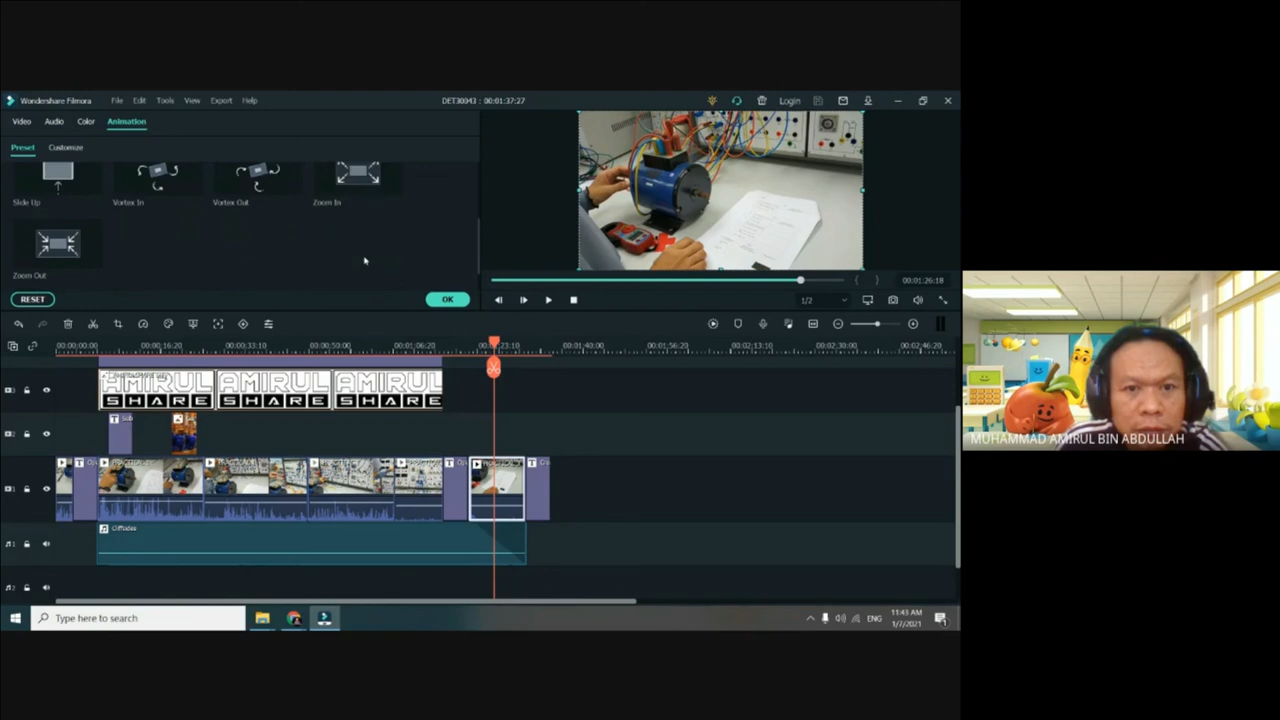 Wondershare Filmora File Edit Tools View Export Help DET30043 : 00:01:37:27 Login
Video Audio Color Animation
Preset Customize
Slide Up Vortex In Vortex Out Zoom In
Zoom Out
RESET OK
00:01:26:18
1/2
00:00:00:00 00:00:16:20 00:00:33:10 00:00:50:00 00:01:06:20 00:01:23:10 00:01:40:00 00:01:56:20 00:02:13:10 00:02:30:00 00:02:46:20
AMIRUL AMIRUL AMIRUL
SHARE SHARE SHARE
Cliffsides
MUHAMMAD AMIRUL BIN ABDULLAH
Type here to search
ENG
11:43 AM
1/7/2021